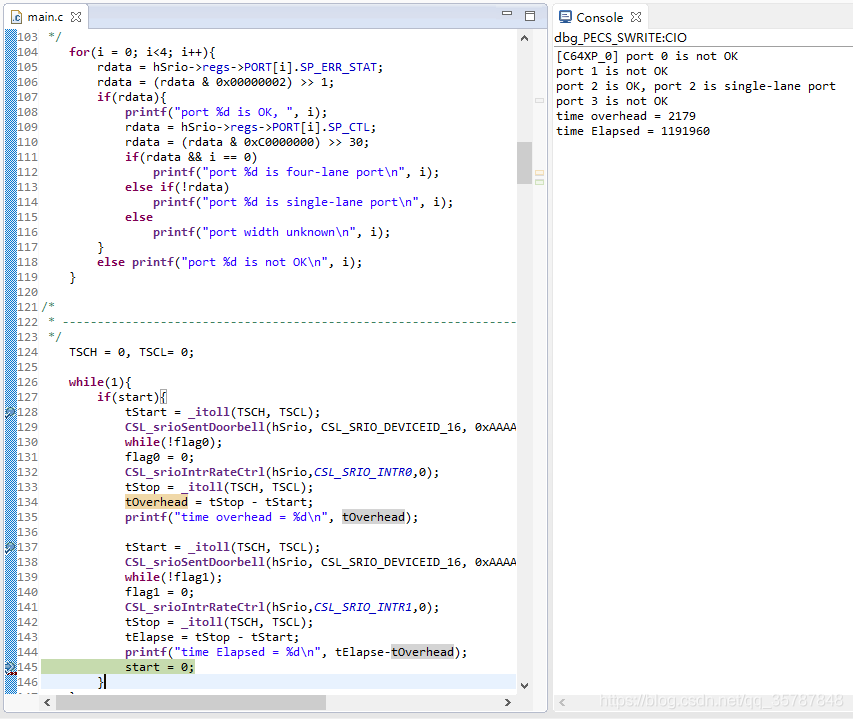 main.c
Console
dbg_PECS_SWRITE:CIO
103 */
104 for(i = 0; i<4; i++){
105 rdata = hSrio->regs->PORT[i].SP_ERR_STAT;
106 rdata = (rdata & 0x00000002) >> 1;
107 if(rdata){
108 printf("port %d is OK, ", i);
109 rdata = hSrio->regs->PORT[i].SP_CTL;
110 rdata = (rdata & 0xC0000000) >> 30;
111 if(rdata && i == 0)
112 printf("port %d is four-lane port\n", i);
113 else if(!rdata)
114 printf("port %d is single-lane port\n", i);
115 else
116 printf("port width unknown\n", i);
117 }
118 else printf("port %d is not OK\n", i);
119 }
120
121 /*
122 * -----------------------------------------------------------------
123 */
124 TSCH = 0, TSCL= 0;
125
126 while(1){
127 if(start){
128 tStart = _itoll(TSCH, TSCL);
129 CSL_srioSentDoorbell(hSrio, CSL_SRIO_DEVICEID_16, 0xAAAA
130 while(!flag0);
131 flag0 = 0;
132 CSL_srioIntrRateCtrl(hSrio,CSL_SRIO_INTR0,0);
133 tStop = _itoll(TSCH, TSCL);
134 tOverhead = tStop - tStart;
135 printf("time overhead = %d\n", tOverhead);
136
137 tStart = _itoll(TSCH, TSCL);
138 CSL_srioSentDoorbell(hSrio, CSL_SRIO_DEVICEID_16, 0xAAAA
139 while(!flag1);
140 flag1 = 0;
141 CSL_srioIntrRateCtrl(hSrio,CSL_SRIO_INTR1,0);
142 tStop = _itoll(TSCH, TSCL);
143 tElapse = tStop - tStart;
144 printf("time Elapsed = %d\n", tElapse-tOverhead);
145 start = 0;
146 }
[C64XP_0] port 0 is not OK
port 1 is not OK
port 2 is OK, port 2 is single-lane port
port 3 is not OK
time overhead = 2179
time Elapsed = 1191960
https://blog.csdn.net/qq_35787848